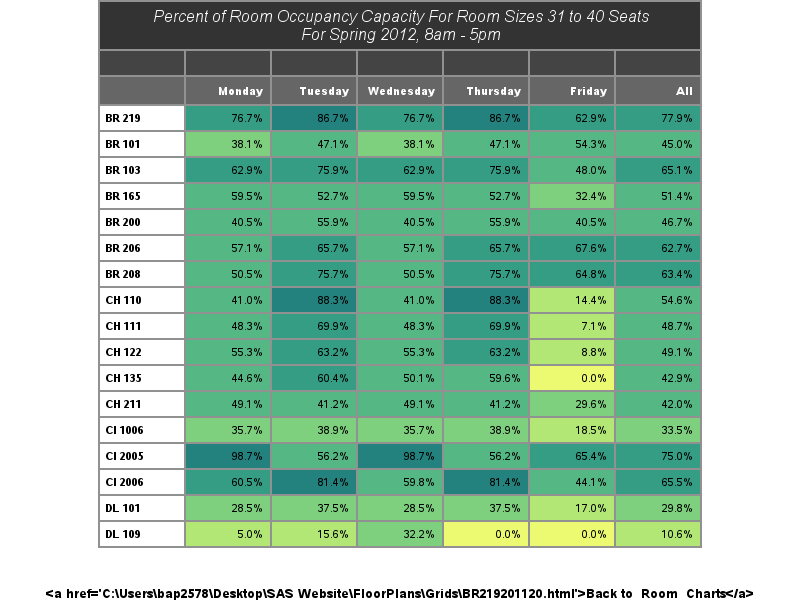 Percent of Room Occupancy Capacity For Room Sizes 31 to 40 Seats
For Spring 2012, 8am - 5pm
Monday Tuesday Wednesday Thursday Friday All
BR 219 76.7% 86.7% 76.7% 86.7% 62.9% 77.9%
BR 101 38.1% 47.1% 38.1% 47.1% 54.3% 45.0%
BR 103 62.9% 75.9% 62.9% 75.9% 48.0% 65.1%
BR 165 59.5% 52.7% 59.5% 52.7% 32.4% 51.4%
BR 200 40.5% 55.9% 40.5% 55.9% 40.5% 46.7%
BR 206 57.1% 65.7% 57.1% 65.7% 67.6% 62.7%
BR 208 50.5% 75.7% 50.5% 75.7% 64.8% 63.4%
CH 110 41.0% 88.3% 41.0% 88.3% 14.4% 54.6%
CH 111 48.3% 69.9% 48.3% 69.9% 7.1% 48.7%
CH 122 55.3% 63.2% 55.3% 63.2% 8.8% 49.1%
CH 135 44.6% 60.4% 50.1% 59.6% 0.0% 42.9%
CH 211 49.1% 41.2% 49.1% 41.2% 29.6% 42.0%
CI 1006 35.7% 38.9% 35.7% 38.9% 18.5% 33.5%
CI 2005 98.7% 56.2% 98.7% 56.2% 65.4% 75.0%
CI 2006 60.5% 81.4% 59.8% 81.4% 44.1% 65.5%
DL 101 28.5% 37.5% 28.5% 37.5% 17.0% 29.8%
DL 109 5.0% 15.6% 32.2% 0.0% 0.0% 10.6%
<a href='C:\Users\bap2578\Desktop\SAS Website\FloorPlans\Grids\BR219201120.html'>Back to Room Charts</a>